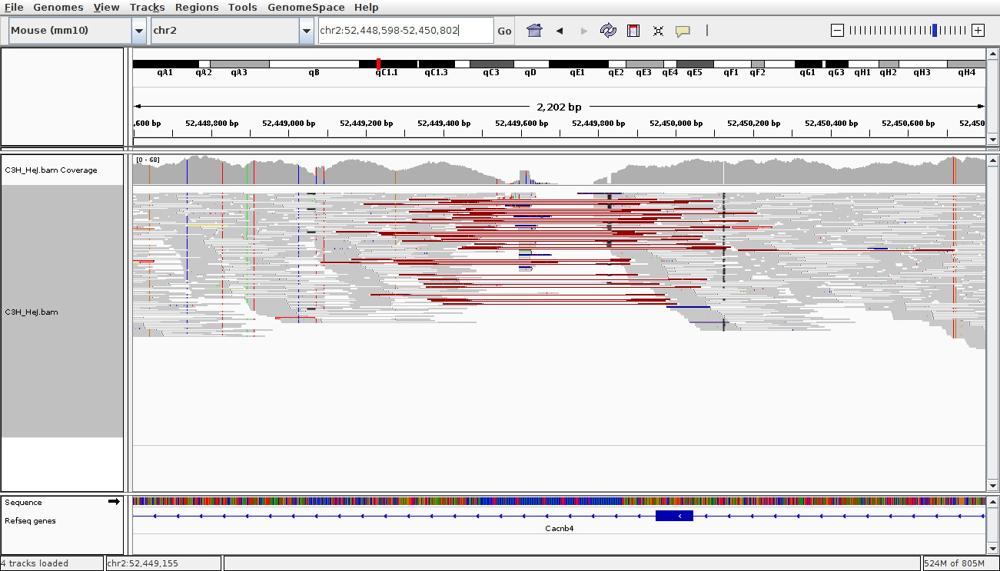 File Genomes View Tracks Regions Tools GenomeSpace Help
Mouse (mm10) chr2 chr2:52,448,598-52,450,802 Go
qA1 qA2 qA3 qB qC1.1 qC1.3 qC3 qD qE1 qE2 qE3 qE4 qE5 qF1 qF2 qG1 qG3 qH1 qH2 qH3 qH4
2,202 bp
,600 bp 52,448,800 bp 52,449,000 bp 52,449,200 bp 52,449,400 bp 52,449,600 bp 52,449,800 bp 52,450,000 bp 52,450,200 bp 52,450,400 bp 52,450,600 bp 52,450
[0 - 68]
C3H_HeJ.bam Coverage
C3H_HeJ.bam
Sequence
Refseq genes
Cacnb4
4 tracks loaded chr2:52,449,155 524M of 805M